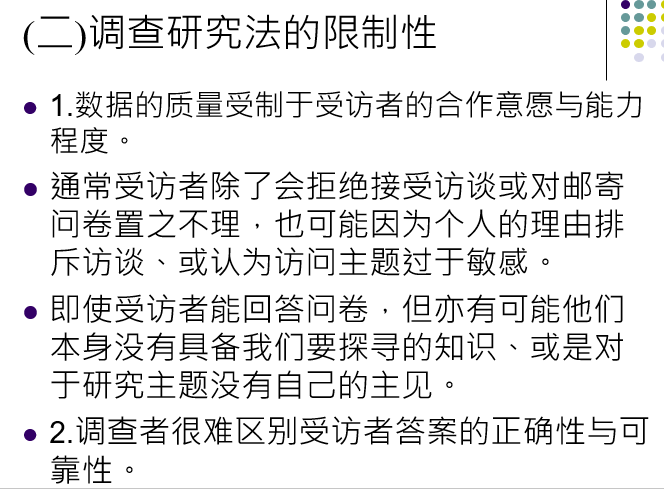 (二)调查研究法的限制性
1.数据的质量受制于受访者的合作意愿与能力
程度。
通常受访者除了会拒绝接受访谈或对邮寄
问卷置之不理，也可能因为个人的理由排
斥访谈、或认为访问主题过于敏感。
即使受访者能回答问卷，但亦有可能他们
本身没有具备我们要探寻的知识、或是对
于研究主题没有自己的主见。
2.调查者很难区别受访者答案的正确性与可
靠性。